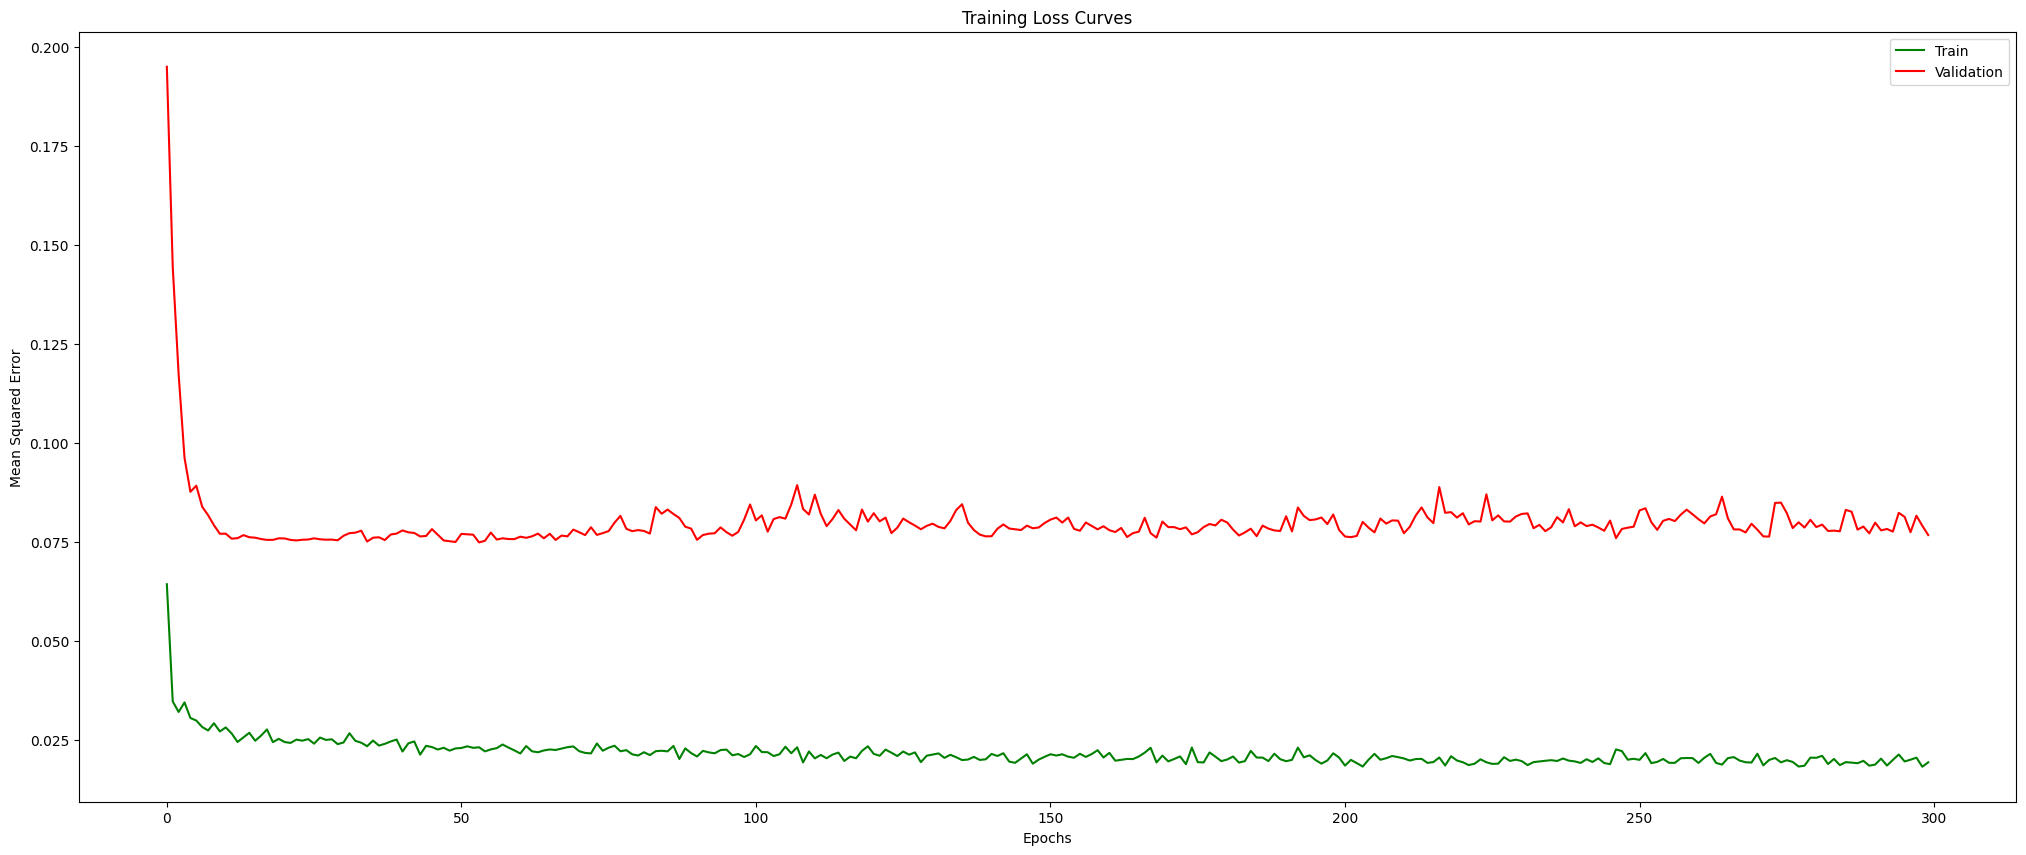 Training Loss Curves
Train
Validation
Mean Squared Error
0.200
0.175
0.150
0.125
0.100
0.075
0.050
0.025
0 50 100 150 200 250 300
Epochs